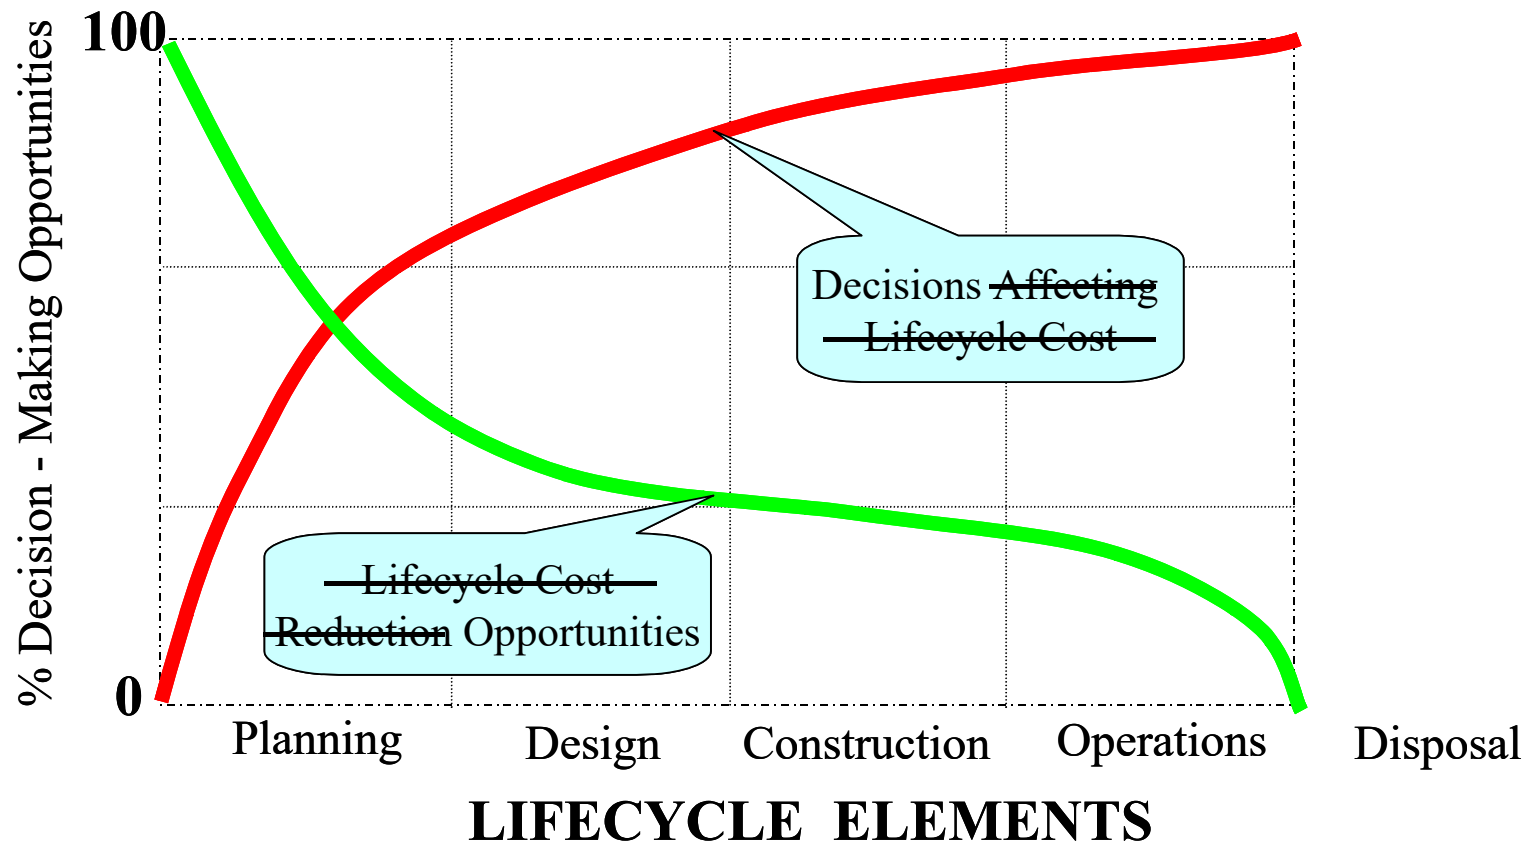 100
% Decision - Making Opportunities
Decisions Affecting
Lifecycle Cost
Lifecycle Cost
Reduction Opportunities
0
Planning
Design
Construction
Operations
Disposal
LIFECYCLE ELEMENTS